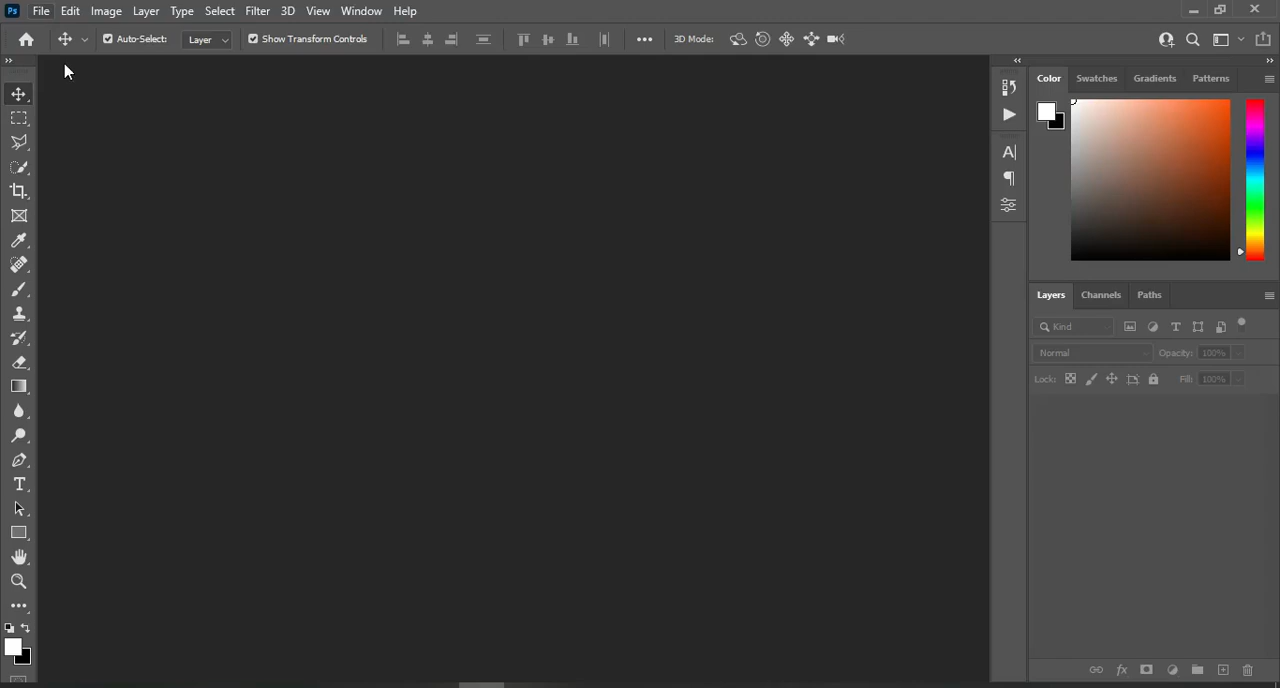 Ps File Edit Image Layer Type Select Filter 3D View Window Help
Auto-Select: Layer Show Transform Controls 3D Mode:
Color Swatches Gradients Patterns
Layers Channels Paths
Kind
Normal Opacity: 100%
Lock: Fill: 100%